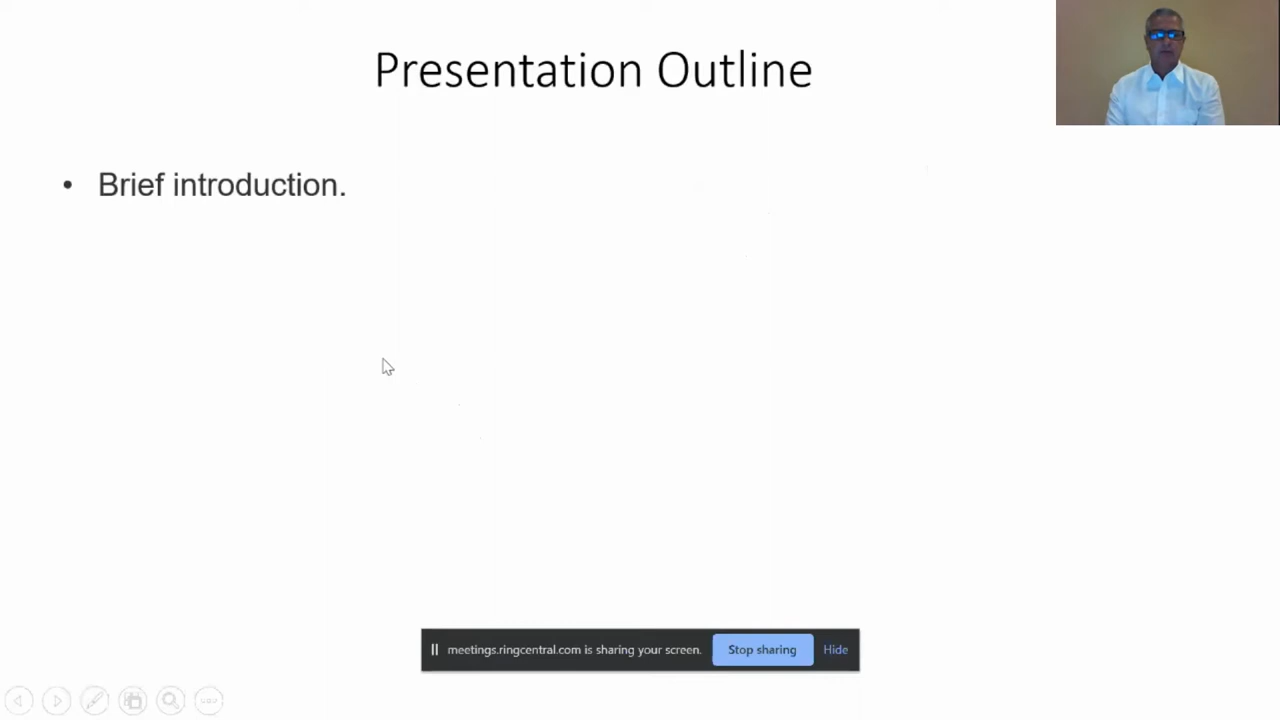 Presentation Outline
• Brief introduction.
meetings.ringcentral.com is sharing your screen. Stop sharing Hide